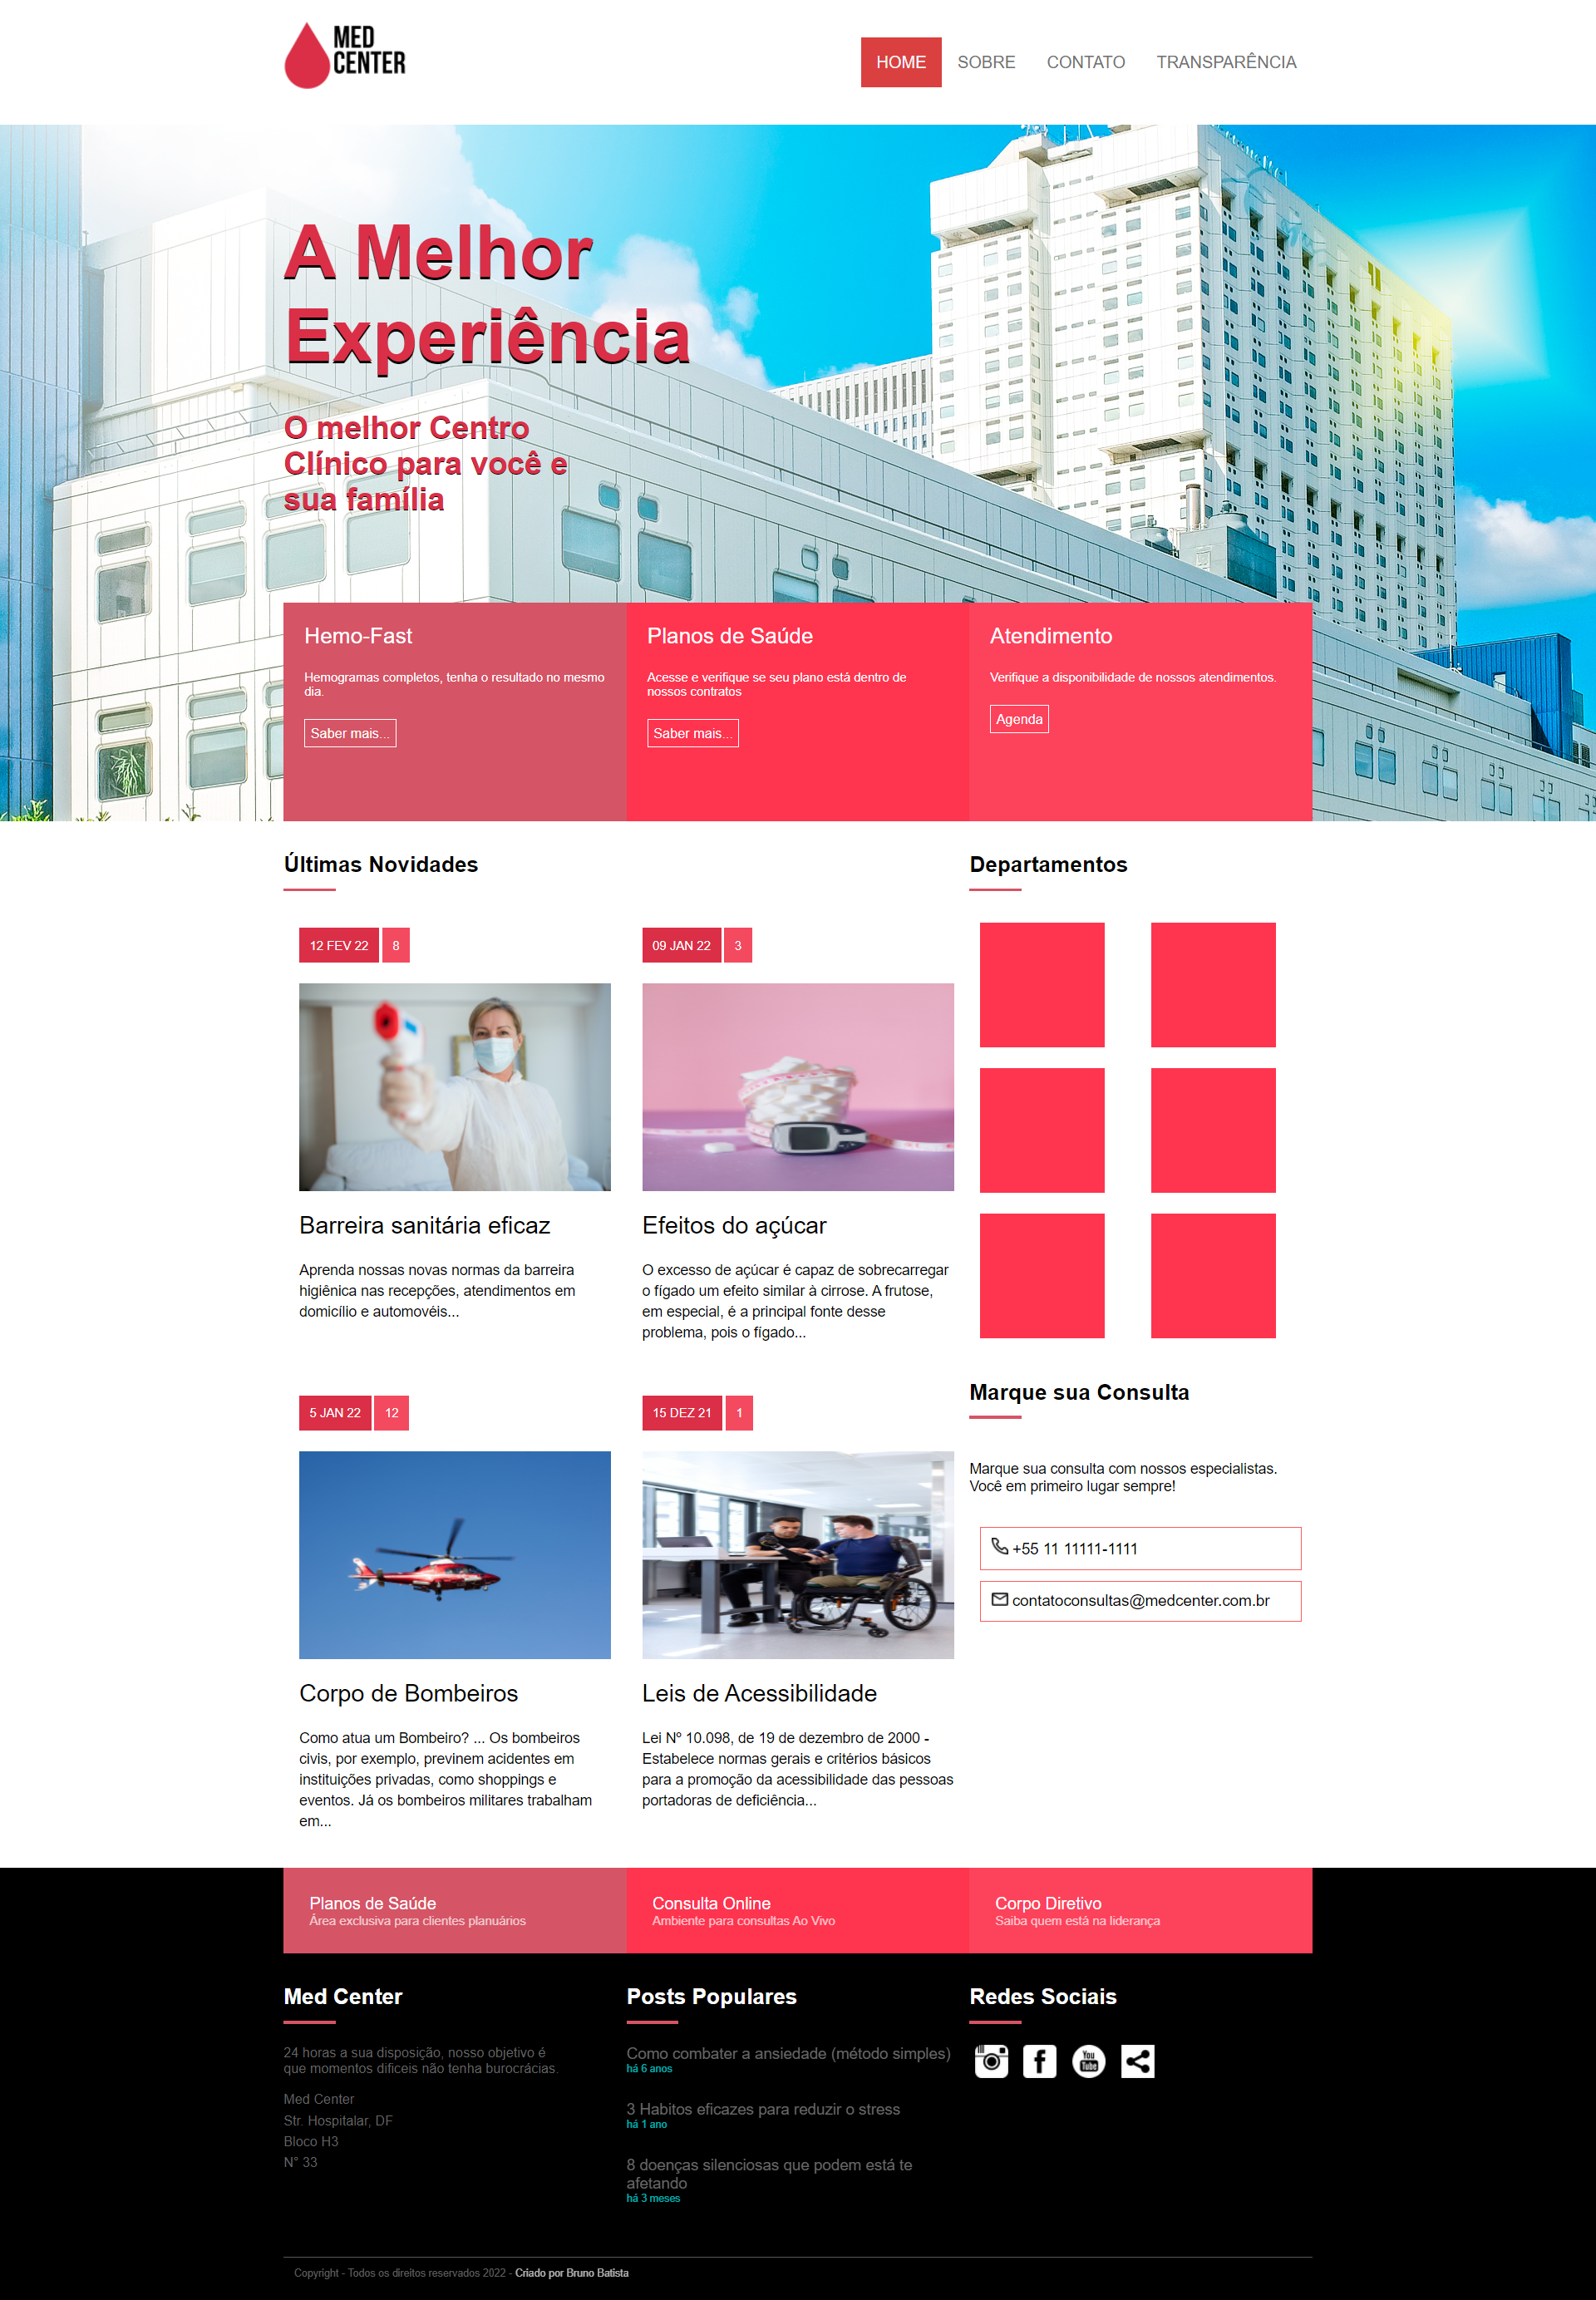 MED
CENTER
HOME SOBRE CONTATO TRANSPARÊNCIA
A Melhor
Experiência
O melhor Centro
Clínico para você e
sua família
Hemo-Fast
Hemogramas completos, tenha o resultado no mesmo
dia.
Saber mais...
Planos de Saúde
Acesse e verifique se seu plano está dentro de
nossos contratos
Saber mais...
Atendimento
Verifique a disponibilidade de nossos atendimentos.
Agenda
Últimas Novidades
12 FEV 22 8
Barreira sanitária eficaz
Aprenda nossas novas normas da barreira
higiênica nas recepções, atendimentos em
domicílio e automovéis...
09 JAN 22 3
Efeitos do açúcar
O excesso de açúcar é capaz de sobrecarregar
o fígado um efeito similar à cirrose. A frutose,
em especial, é a principal fonte desse
problema, pois o fígado...
5 JAN 22 12
Corpo de Bombeiros
Como atua um Bombeiro? ... Os bombeiros
civis, por exemplo, previnem acidentes em
instituições privadas, como shoppings e
eventos. Já os bombeiros militares trabalham
em...
15 DEZ 21 1
Leis de Acessibilidade
Lei Nº 10.098, de 19 de dezembro de 2000 -
Estabelece normas gerais e critérios básicos
para a promoção da acessibilidade das pessoas
portadoras de deficiência...
Departamentos
Marque sua Consulta
Marque sua consulta com nossos especialistas.
Você em primeiro lugar sempre!
+55 11 11111-1111
contatoconsultas@medcenter.com.br
Planos de Saúde
Área exclusiva para clientes planuários
Consulta Online
Ambiente para consultas Ao Vivo
Corpo Diretivo
Saiba quem está na liderança
Med Center
24 horas a sua disposição, nosso objetivo é
que momentos dificeis não tenha burocrácias.
Med Center
Str. Hospitalar, DF
Bloco H3
N° 33
Posts Populares
Como combater a ansiedade (método simples)
há 6 anos
3 Habitos eficazes para reduzir o stress
há 1 ano
8 doenças silenciosas que podem está te
afetando
há 3 meses
Redes Sociais
You
Tube
Copyright - Todos os direitos reservados 2022 - Criado por Bruno Batista